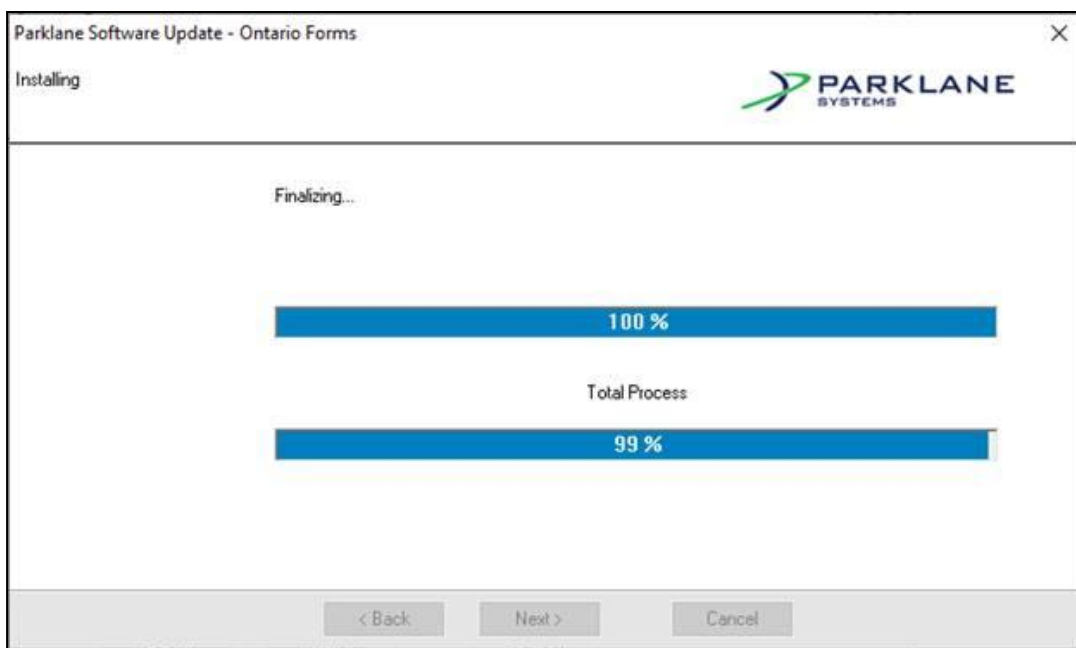 Parklane Software Update - Ontario Forms
Installing
PARKLANE
SYSTEMS
Finalizing...
100 %
Total Process
99 %
< Back
Next >
Cancel